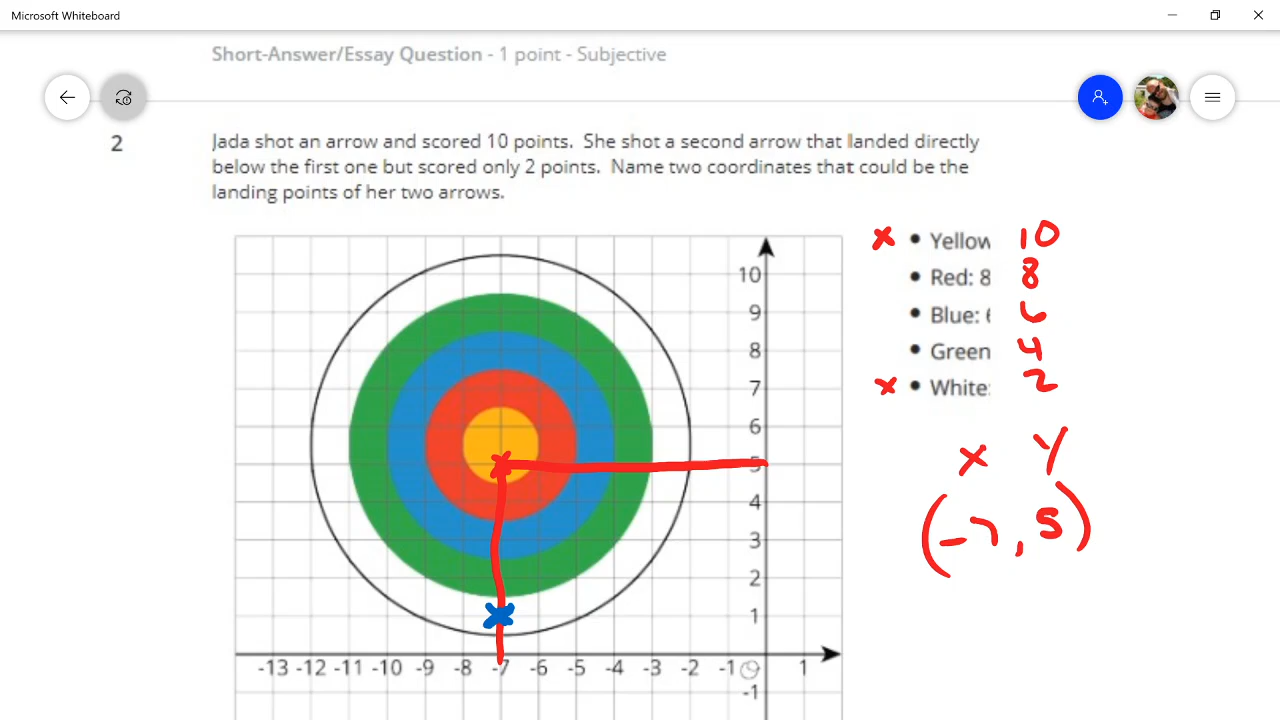 Microsoft Whiteboard
Short-Answer/Essay Question - 1 point - Subjective
2
Jada shot an arrow and scored 10 points. She shot a second arrow that landed directly
below the first one but scored only 2 points. Name two coordinates that could be the
landing points of her two arrows.
x • Yellow 10
• Red: 8 8
• Blue: 6 6
• Green 4
x • White: 2
X Y
(-7, 5)
10
9
8
7
6
5
4
3
2
1
-13 -12 -11 -10 -9 -8 -7 -6 -5 -4 -3 -2 -1 1
-1